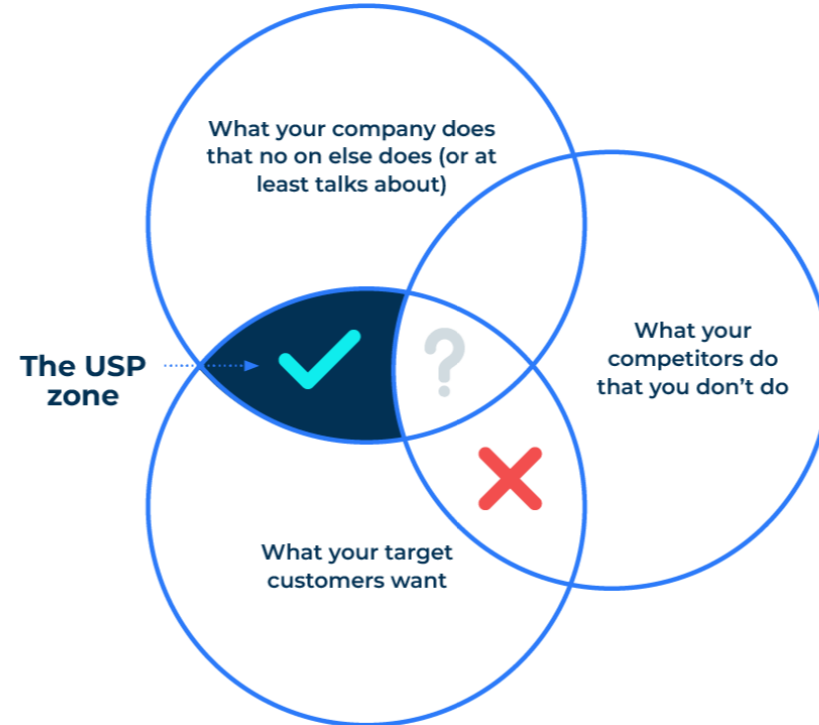 What your company does
that no on else does (or at
least talks about)
What your
competitors do
that you don't do
The USP
zone
?
What your target
customers want